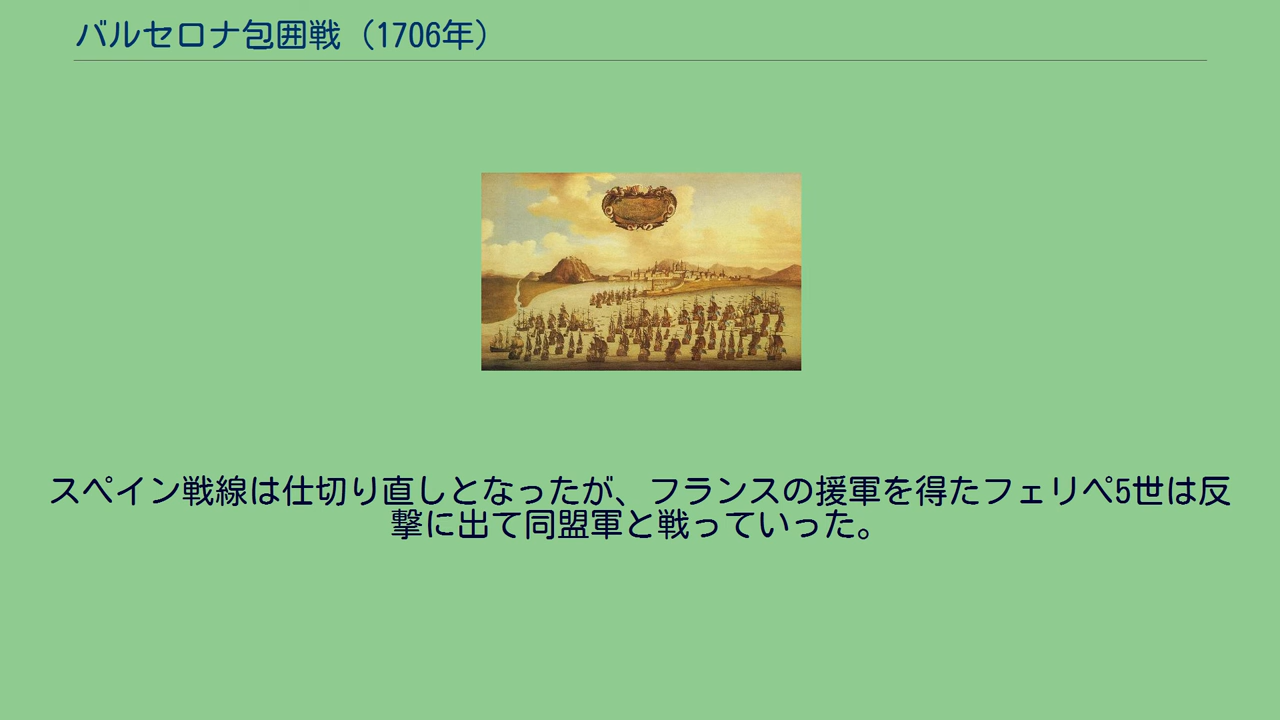 バルセロナ包囲戦（1706年）
スペイン戦線は仕切り直しとなったが、フランスの援軍を得たフェリペ5世は反
撃に出て同盟軍と戦っていった。